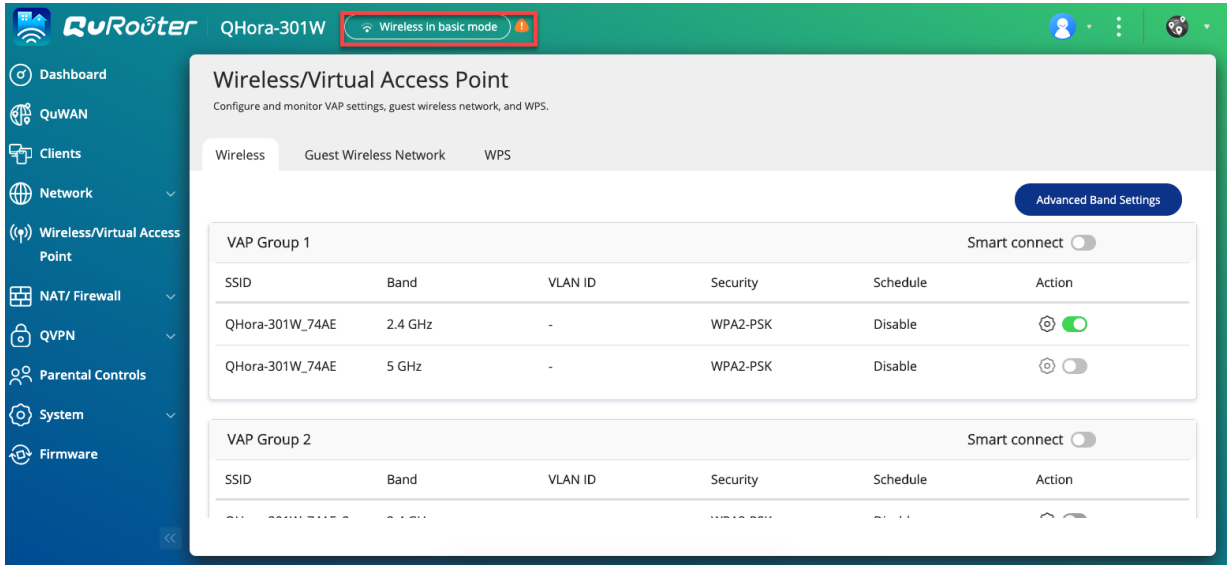 QuRouter QHora-301W Wireless in basic mode
Dashboard
QuWAN
Clients
Network
Wireless/Virtual Access
Point
NAT/ Firewall
QVPN
Parental Controls
System
Firmware
Wireless/Virtual Access Point
Configure and monitor VAP settings, guest wireless network, and WPS.
Wireless Guest Wireless Network WPS
Advanced Band Settings
VAP Group 1 Smart connect
SSID Band VLAN ID Security Schedule Action
QHora-301W_74AE 2.4 GHz - WPA2-PSK Disable
QHora-301W_74AE 5 GHz - WPA2-PSK Disable
VAP Group 2 Smart connect
SSID Band VLAN ID Security Schedule Action